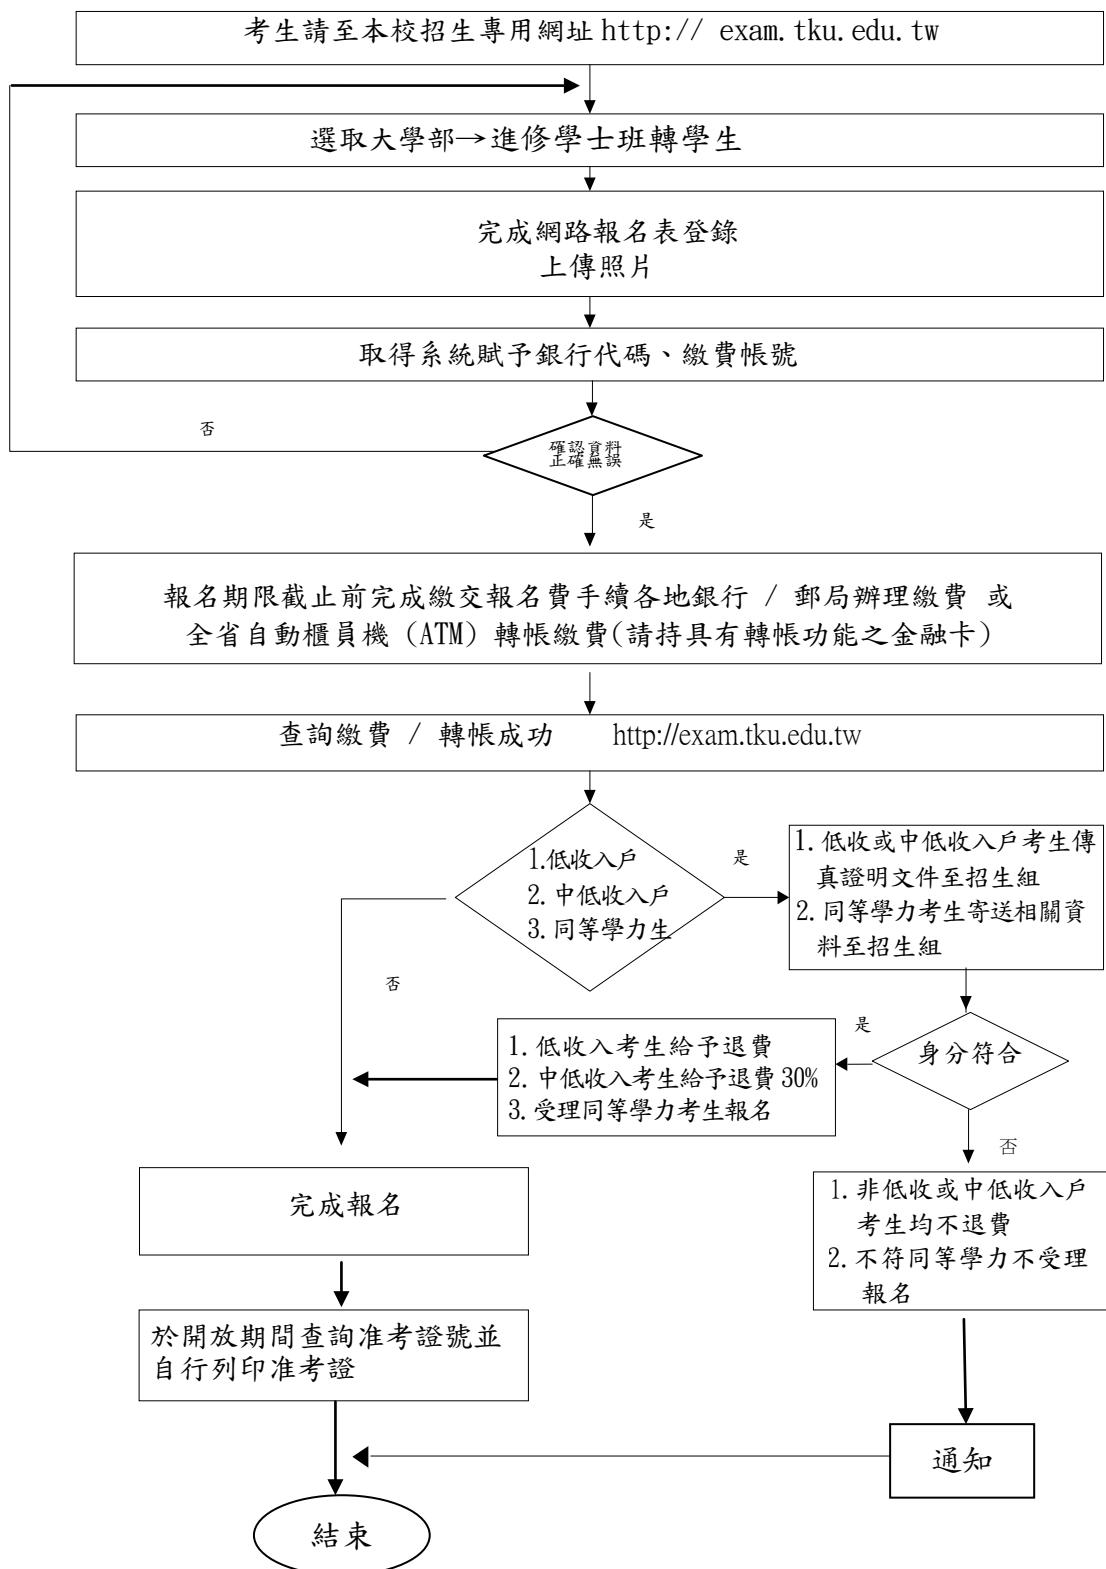 考生請至本校招生專用網址 http:// exam.tku.edu.tw
選取大學部→進修學士班轉學生
完成網路報名表登錄
上傳照片
取得系統賦予銀行代碼、繳費帳號
否
確認資料
正確無誤
是
報名期限截止前完成繳交報名費手續各地銀行 / 郵局辦理繳費 或
全省自動櫃員機 (ATM) 轉帳繳費(請持具有轉帳功能之金融卡)
查詢繳費 / 轉帳成功 http://exam.tku.edu.tw
1.低收入戶
2.中低收入戶
3.同等學力生
是
1.低收或中低收入戶考生傳
真證明文件至招生組
2.同等學力考生寄送相關資
料至招生組
否
是
身分符合
1.低收入考生給予退費
2.中低收入考生給予退費 30%
3.受理同等學力考生報名
否
完成報名
1.非低收或中低收入戶
考生均不退費
2.不符同等學力不受理
報名
於開放期間查詢准考證號並
自行列印准考證
通知
結束